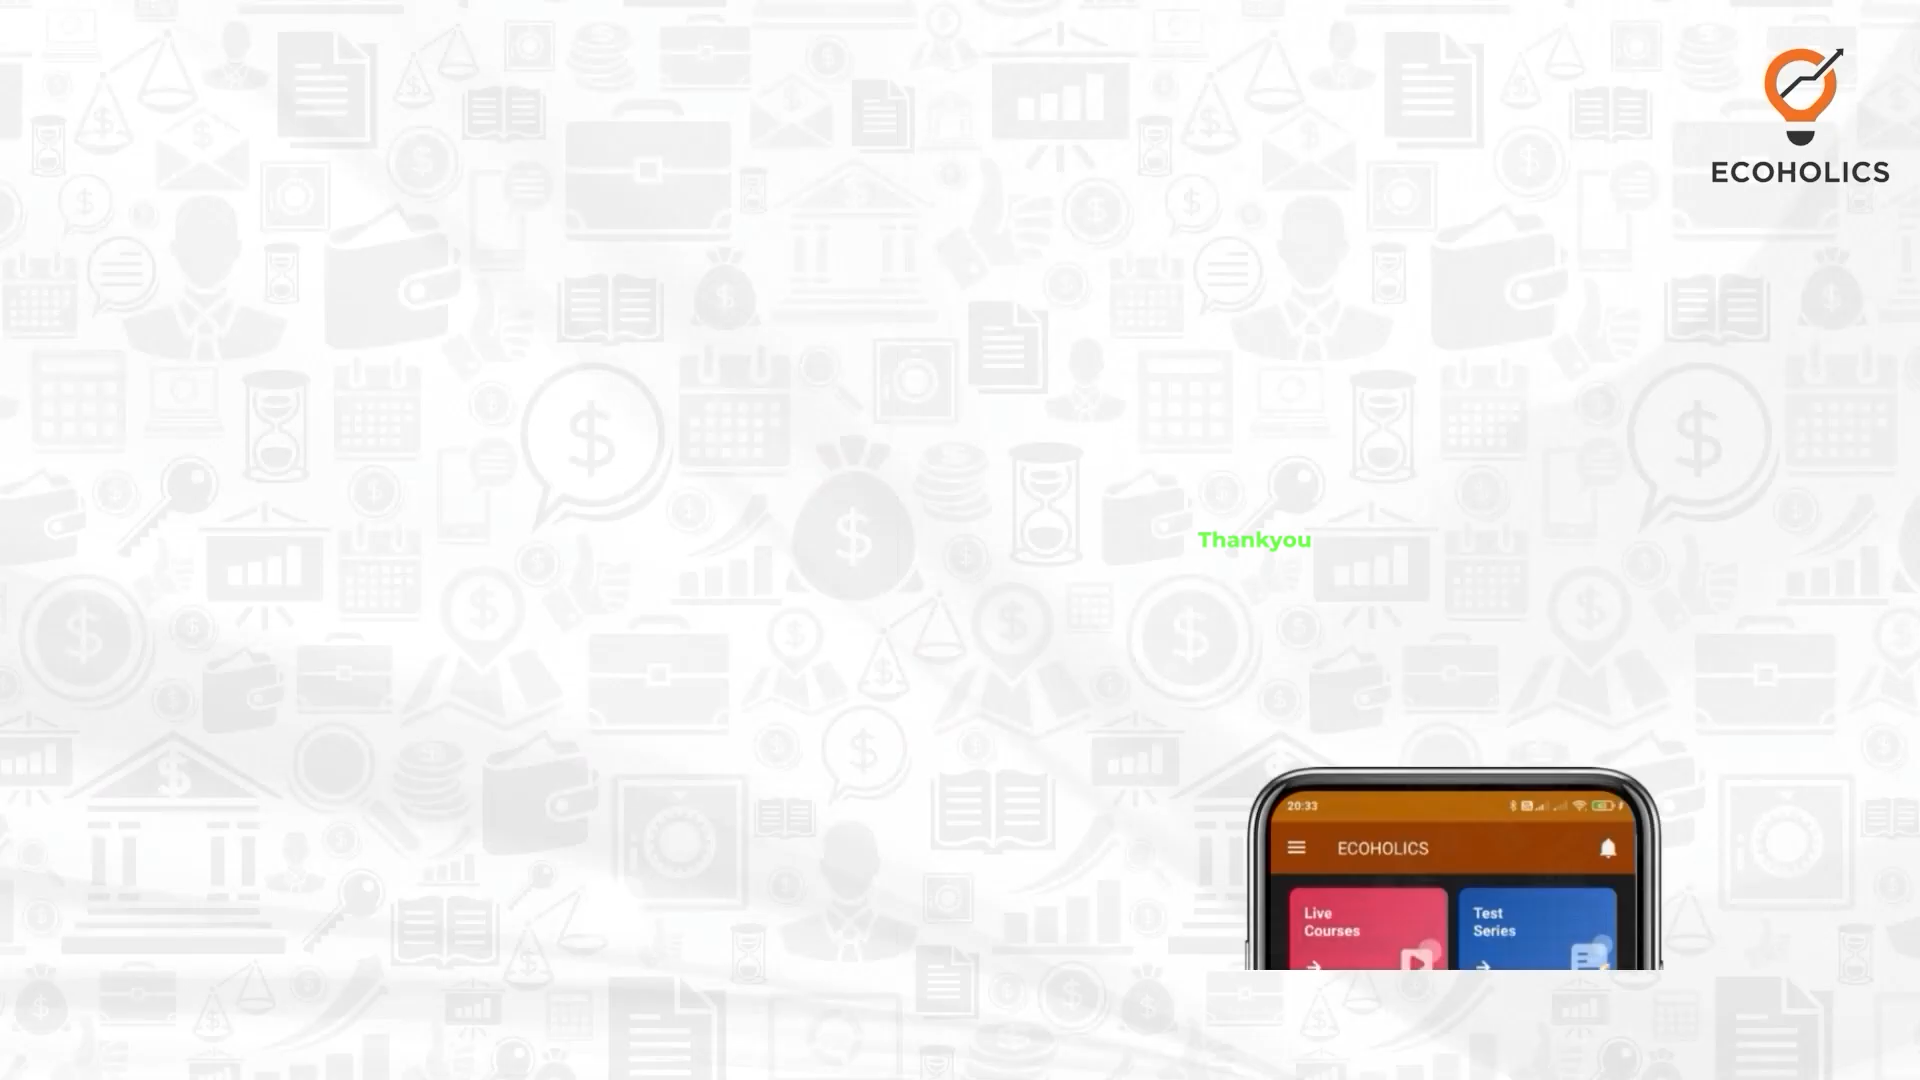 ECOHOLICS
Thankyou
20:33
ECOHOLICS
Live
Courses
Test
Series